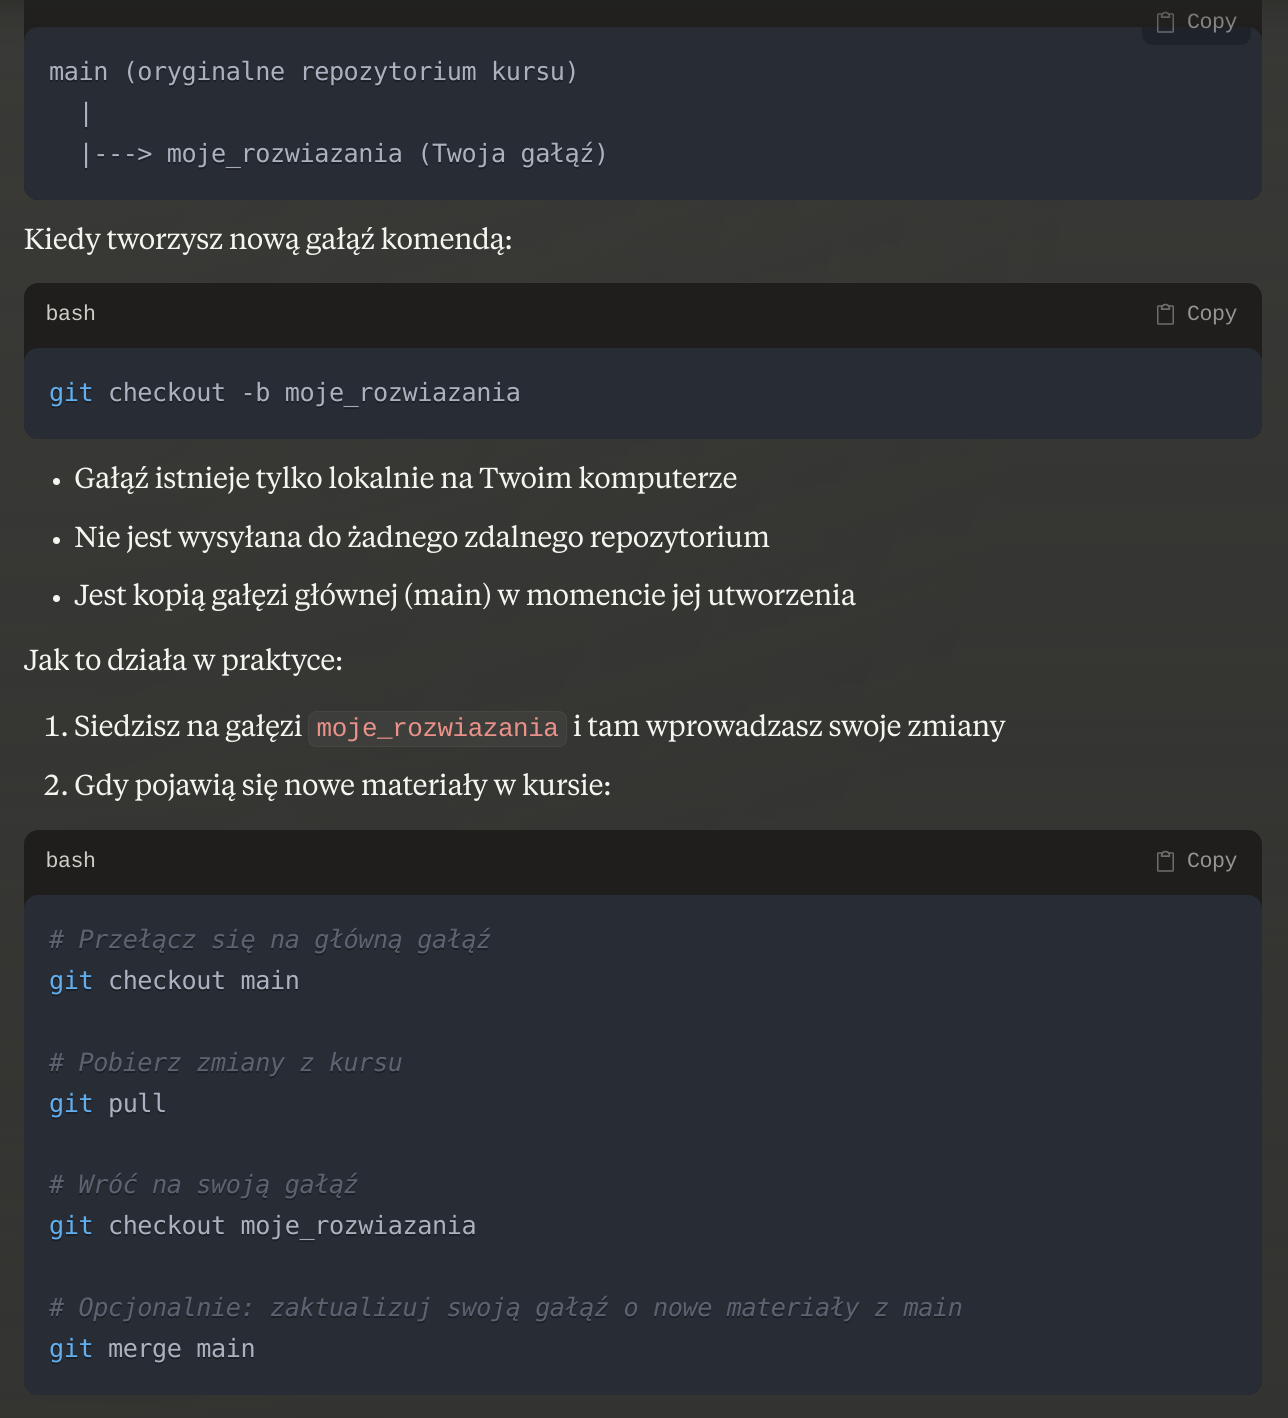 Copy
main (oryginalne repozytorium kursu)
|
|---> moje_rozwiazania (Twoja gałąź)
Kiedy tworzysz nową gałąź komendą:
bash Copy
git checkout -b moje_rozwiazania
• Gałąź istnieje tylko lokalnie na Twoim komputerze
• Nie jest wysyłana do żadnego zdalnego repozytorium
• Jest kopią gałęzi głównej (main) w momencie jej utworzenia
Jak to działa w praktyce:
1. Siedzisz na gałęzi moje_rozwiazania i tam wprowadzasz swoje zmiany
2. Gdy pojawią się nowe materiały w kursie:
bash Copy
# Przełącz się na główną gałąź
git checkout main
# Pobierz zmiany z kursu
git pull
# Wróć na swoją gałąź
git checkout moje_rozwiazania
# Opcjonalnie: zaktualizuj swoją gałąź o nowe materiały z main
git merge main